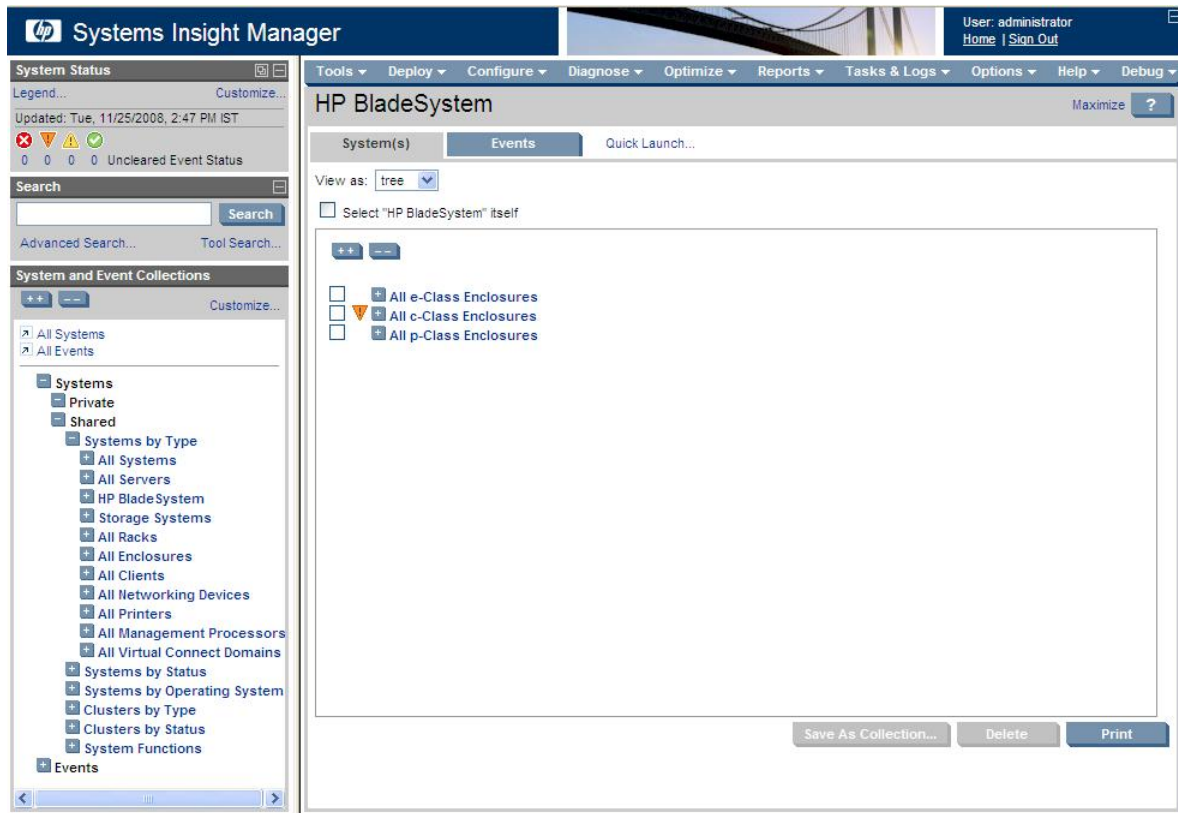 hp Systems Insight Manager
User: administrator
Home | Sign Out
System Status
Legend... Customize...
Updated: Tue, 11/25/2008, 2:47 PM IST
0 0 0 0 Uncleared Event Status
Search
Search
Advanced Search... Tool Search...
System and Event Collections
++ -- Customize...
All Systems
All Events
Systems
Private
Shared
Systems by Type
All Systems
All Servers
HP BladeSystem
Storage Systems
All Racks
All Enclosures
All Clients
All Networking Devices
All Printers
All Management Processors
All Virtual Connect Domains
Systems by Status
Systems by Operating System
Clusters by Type
Clusters by Status
System Functions
Events
Tools Deploy Configure Diagnose Optimize Reports Tasks & Logs Options Help Debug
HP BladeSystem
Maximize ?
System(s) Events Quick Launch...
View as: tree
Select "HP BladeSystem" itself
++ --
All e-Class Enclosures
All c-Class Enclosures
All p-Class Enclosures
Save As Collection... Delete Print